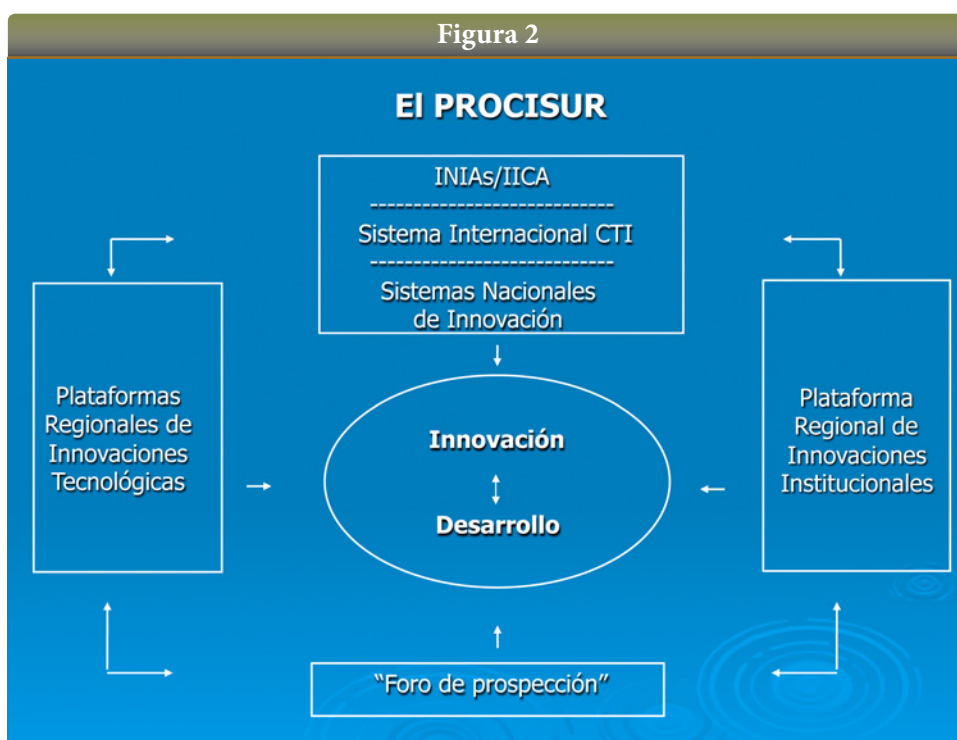 Figura 2
El PROCISUR
INIAs/IICA
----------------------------
Sistema Internacional CTI
----------------------------
Sistemas Nacionales
de Innovación
Plataformas
Regionales de
Innovaciones
Tecnológicas
Innovación
Desarrollo
Plataforma
Regional de
Innovaciones
Institucionales
“Foro de prospección”